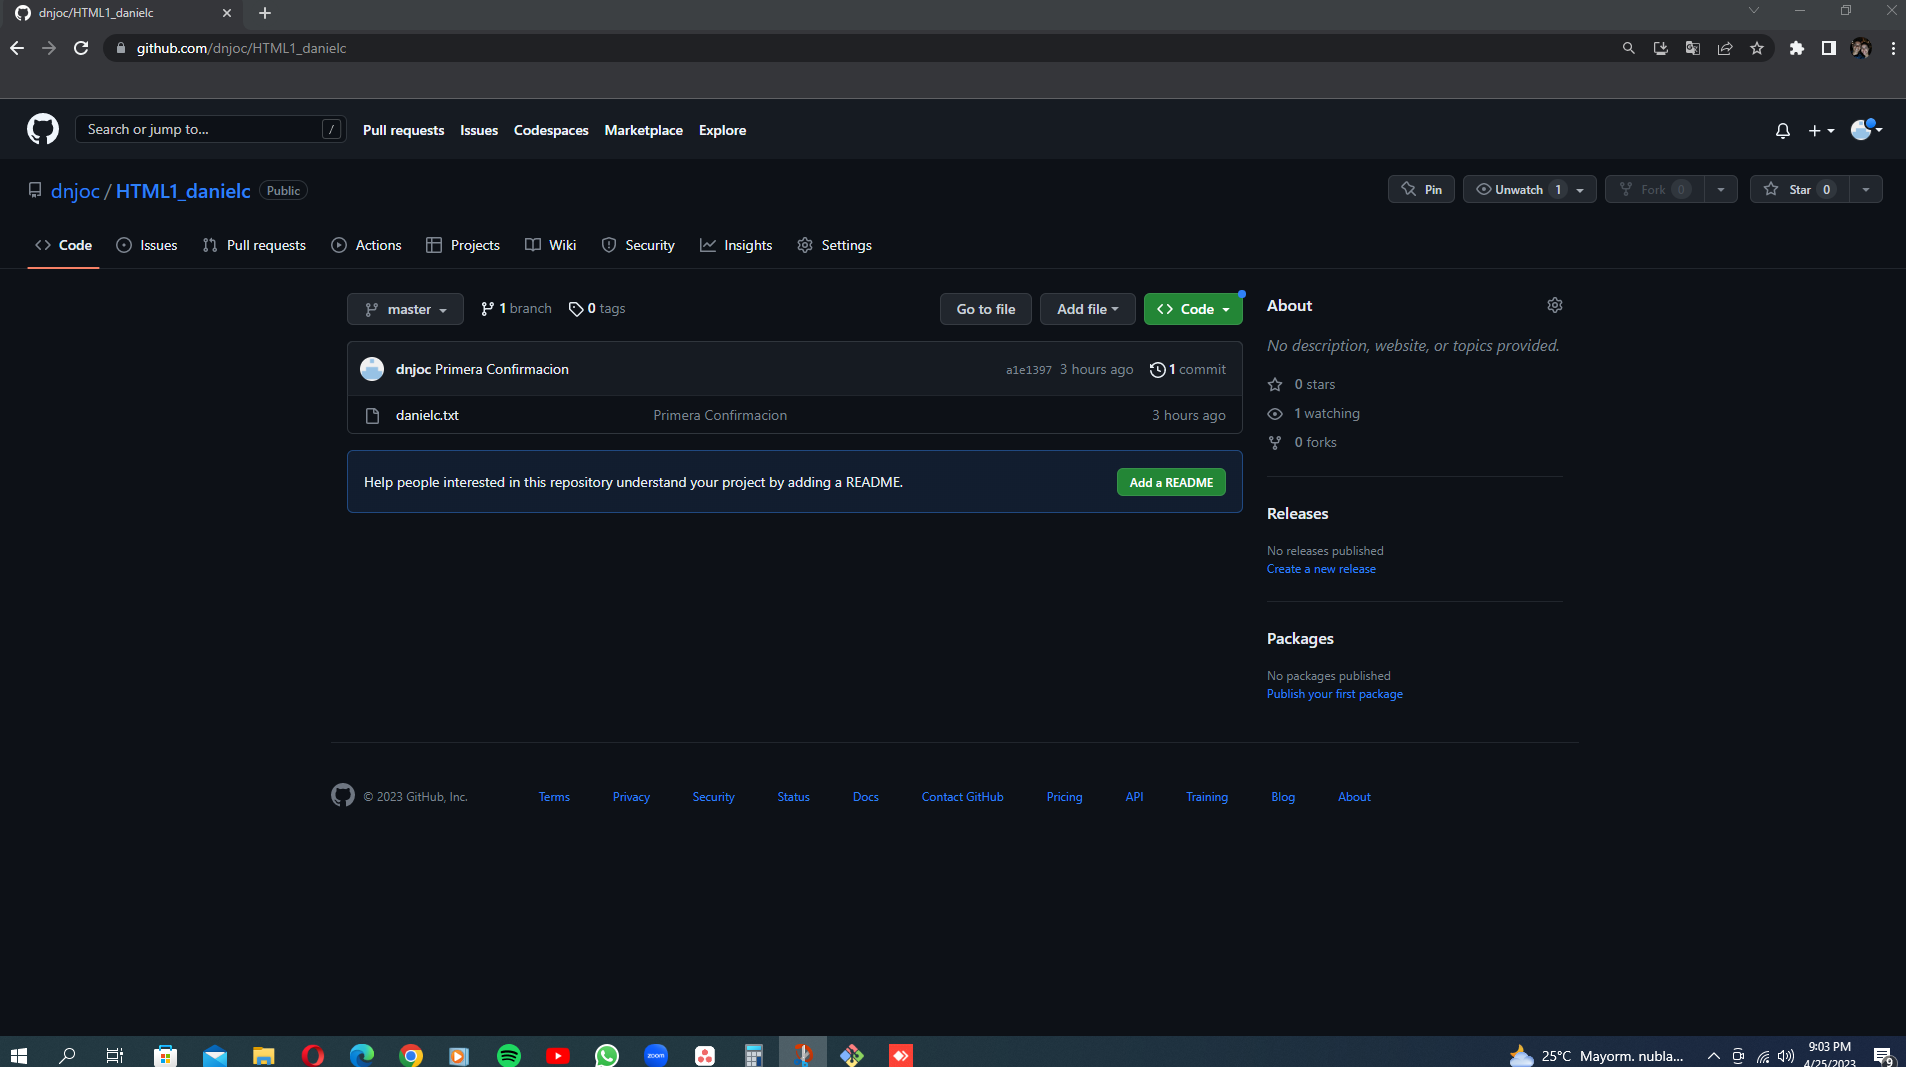 dnjoc/HTML1_danielc
github.com/dnjoc/HTML1_danielc
Search or jump to... /
Pull requests Issues Codespaces Marketplace Explore
dnjoc / HTML1_danielc Public
Pin Unwatch 1 Fork 0 Star 0
Code Issues Pull requests Actions Projects Wiki Security Insights Settings
master 1 branch 0 tags Go to file Add file Code
dnjoc Primera Confirmacion a1e1397 3 hours ago 1 commit
danielc.txt Primera Confirmacion 3 hours ago
Help people interested in this repository understand your project by adding a README. Add a README
About
No description, website, or topics provided.
0 stars
1 watching
0 forks
Releases
No releases published
Create a new release
Packages
No packages published
Publish your first package
© 2023 GitHub, Inc. Terms Privacy Security Status Docs Contact GitHub Pricing API Training Blog About
zoom
25°C Mayorm. nubla...
9:03 PM
4/25/2023
9